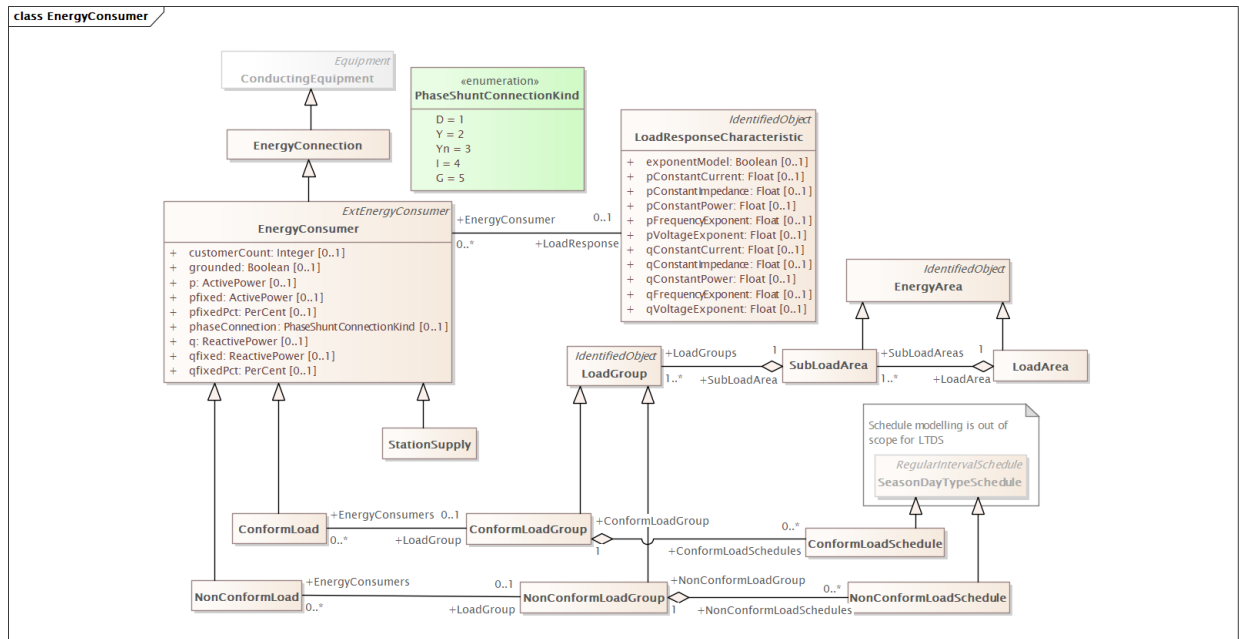 class EnergyConsumer
Equipment
ConductingEquipment
EnergyConnection
«enumeration»
PhaseShuntConnectionKind
D = 1
Y = 2
Yn = 3
I = 4
G = 5
IdentifiedObject
LoadResponseCharacteristic
+ exponentModel: Boolean [0..1]
+ pConstantCurrent: Float [0..1]
+ pConstantImpedance: Float [0..1]
+ pConstantPower: Float [0..1]
+ pFrequencyExponent: Float [0..1]
+ pVoltageExponent: Float [0..1]
+ qConstantCurrent: Float [0..1]
+ qConstantImpedance: Float [0..1]
+ qConstantPower: Float [0..1]
+ qFrequencyExponent: Float [0..1]
+ qVoltageExponent: Float [0..1]
ExtEnergyConsumer
EnergyConsumer
+ customerCount: Integer [0..1]
+ grounded: Boolean [0..1]
+ p: ActivePower [0..1]
+ pfixed: ActivePower [0..1]
+ pfixedPct: PerCent [0..1]
+ phaseConnection: PhaseShuntConnectionKind [0..1]
+ q: ReactivePower [0..1]
+ qfixed: ReactivePower [0..1]
+ qfixedPct: PerCent [0..1]
+EnergyConsumer 0..1
0..* +LoadResponse
IdentifiedObject
EnergyArea
IdentifiedObject
LoadGroup
+LoadGroups 1
1..* +SubLoadArea
SubLoadArea
+SubLoadAreas 1
1..* +LoadArea
LoadArea
StationSupply
Schedule modelling is out of
scope for LTDS
RegularIntervalSchedule
SeasonDayTypeSchedule
ConformLoad
+EnergyConsumers 0..1
0..* +LoadGroup
ConformLoadGroup
+ConformLoadGroup 0..*
1 +ConformLoadSchedules
ConformLoadSchedule
NonConformLoad
+EnergyConsumers 0..1
0..* +LoadGroup
NonConformLoadGroup
+NonConformLoadGroup 0..*
1 +NonConformLoadSchedules
NonConformLoadSchedule